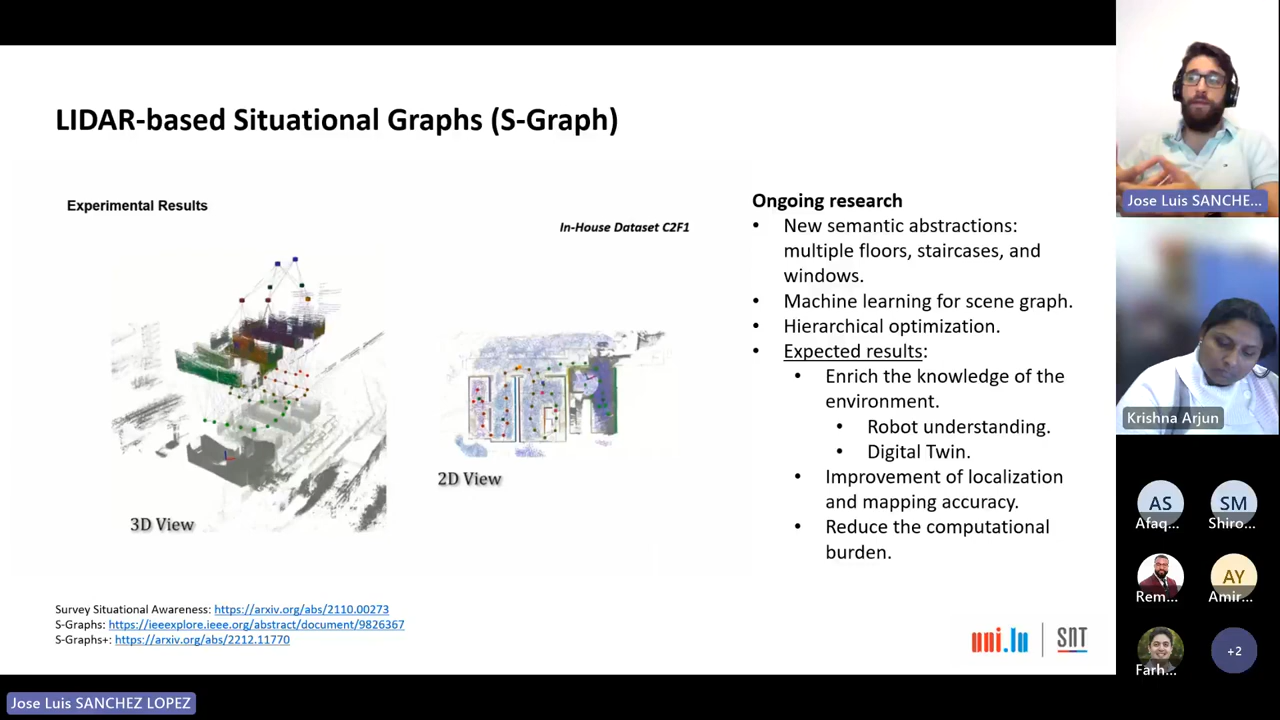 LIDAR-based Situational Graphs (S-Graph)
Experimental Results
In-House Dataset C2F1
3D View
2D View
Ongoing research
• New semantic abstractions:
multiple floors, staircases, and
windows.
• Machine learning for scene graph.
• Hierarchical optimization.
• Expected results:
• Enrich the knowledge of the
environment.
• Robot understanding.
• Digital Twin.
• Improvement of localization
and mapping accuracy.
• Reduce the computational
burden.
Survey Situational Awareness: https://arxiv.org/abs/2110.00273
S-Graphs: https://ieeexplore.ieee.org/abstract/document/9826367
S-Graphs+: https://arxiv.org/abs/2212.11770
uni.lu | SNT
Jose Luis SANCHE...
Krishna Arjun
AS
SM
Afaq...
Shiro...
AY
Rem...
Amir...
+2
Farh...
Jose Luis SANCHEZ LOPEZ